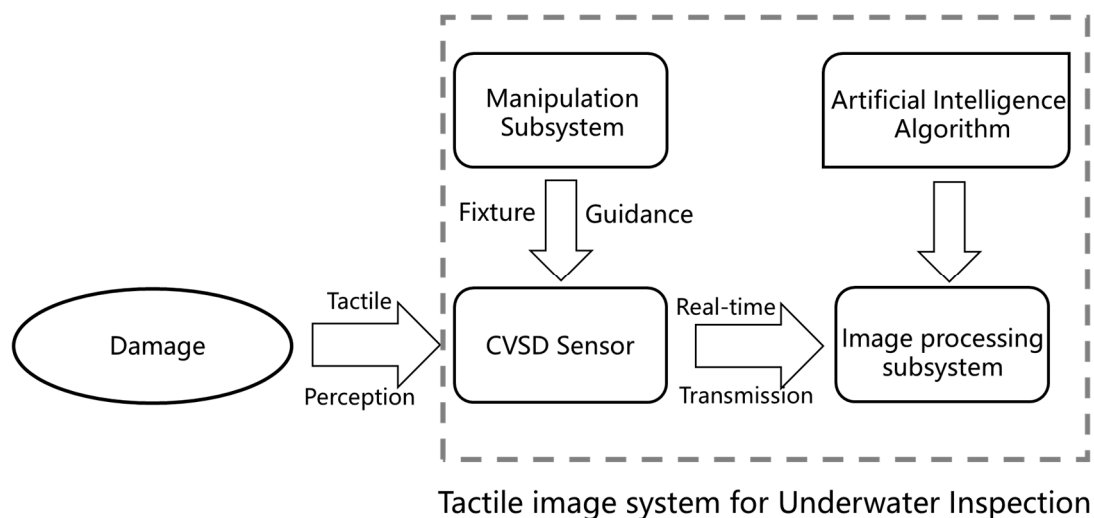 Manipulation
Subsystem
Artificial Intelligence
Algorithm
Fixture
Guidance
Tactile
Damage
Perception
CVSD Sensor
Real-time
Transmission
Image processing
subsystem
Tactile image system for Underwater Inspection